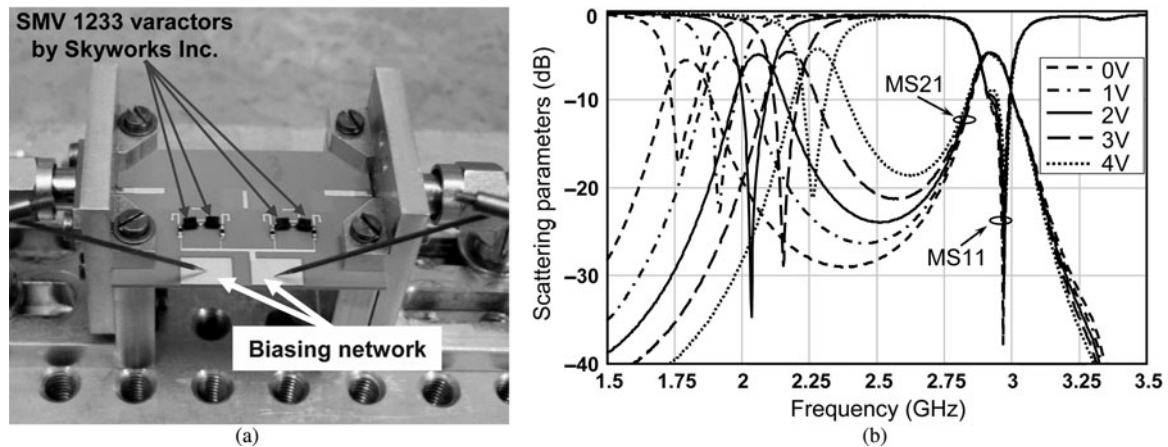 SMV 1233 varactors
by Skyworks Inc.
Biasing network
(a)
Scattering parameters (dB)
0
−10
−20
−30
−40
MS21
MS11
0V
1V
2V
3V
4V
1.5
1.75
2
2.25
2.5
2.75
3
3.25
3.5
Frequency (GHz)
(b)